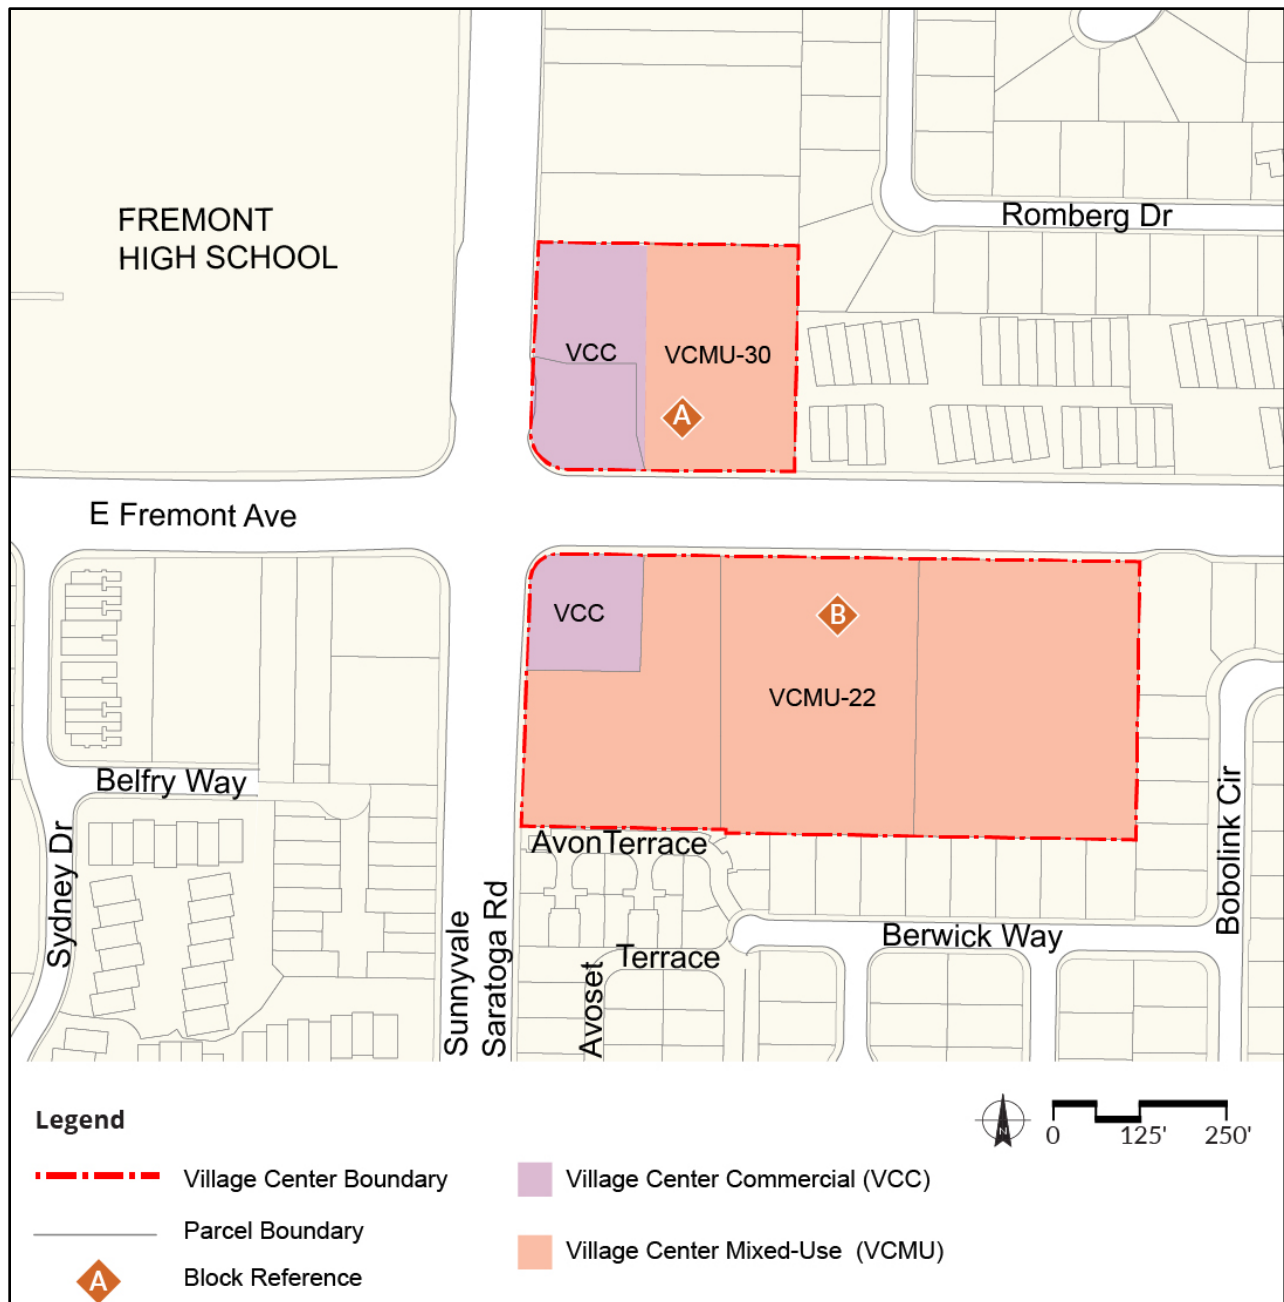 FREMONT
HIGH SCHOOL
Romberg Dr
VCC
VCMU-30
A
E Fremont Ave
VCC
B
VCMU-22
Belfry Way
Sydney Dr
AvonTerrace
Bobolink Cir
Sunnyvale
Saratoga Rd
Avoset
Terrace
Berwick Way
Legend
N
0 125' 250'
Village Center Boundary
Village Center Commercial (VCC)
Parcel Boundary
Village Center Mixed-Use (VCMU)
A
Block Reference